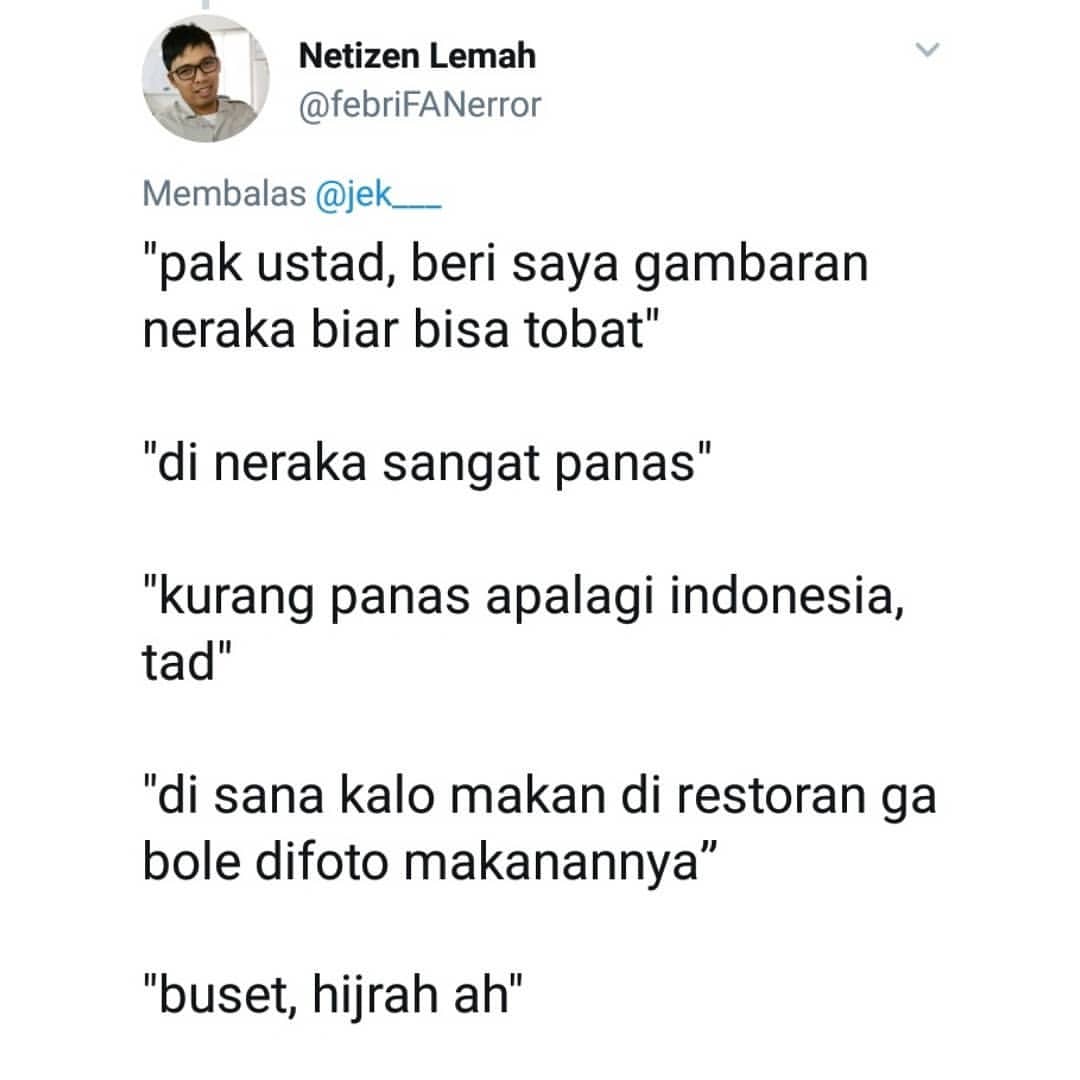 Netizen Lemah
@febriFANerror
Membalas @jek___
"pak ustad, beri saya gambaran
neraka biar bisa tobat"
"di neraka sangat panas"
"kurang panas apalagi indonesia,
tad"
"di sana kalo makan di restoran ga
bole difoto makanannya”
"buset, hijrah ah"